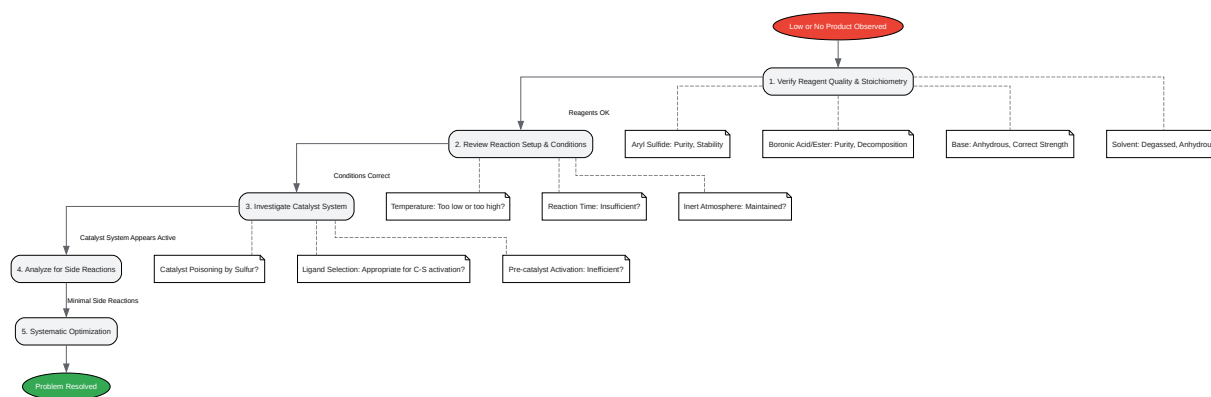 Low or No Product Observed
1. Verify Reagent Quality & Stoichiometry
Reagents OK
2. Review Reaction Setup & Conditions
Aryl Sulfide: Purity, Stability
Boronic Acid/Ester: Purity, Decomposition
Base: Anhydrous, Correct Strength
Solvent: Degassed, Anhydrou
Conditions Correct
3. Investigate Catalyst System
Temperature: Too low or too high?
Reaction Time: Insufficient?
Inert Atmosphere: Maintained?
Catalyst System Appears Active
4. Analyze for Side Reactions
Catalyst Poisoning by Sulfur?
Ligand Selection: Appropriate for C-S activation?
Pre-catalyst Activation: Inefficient?
Minimal Side Reactions
5. Systematic Optimization
Problem Resolved